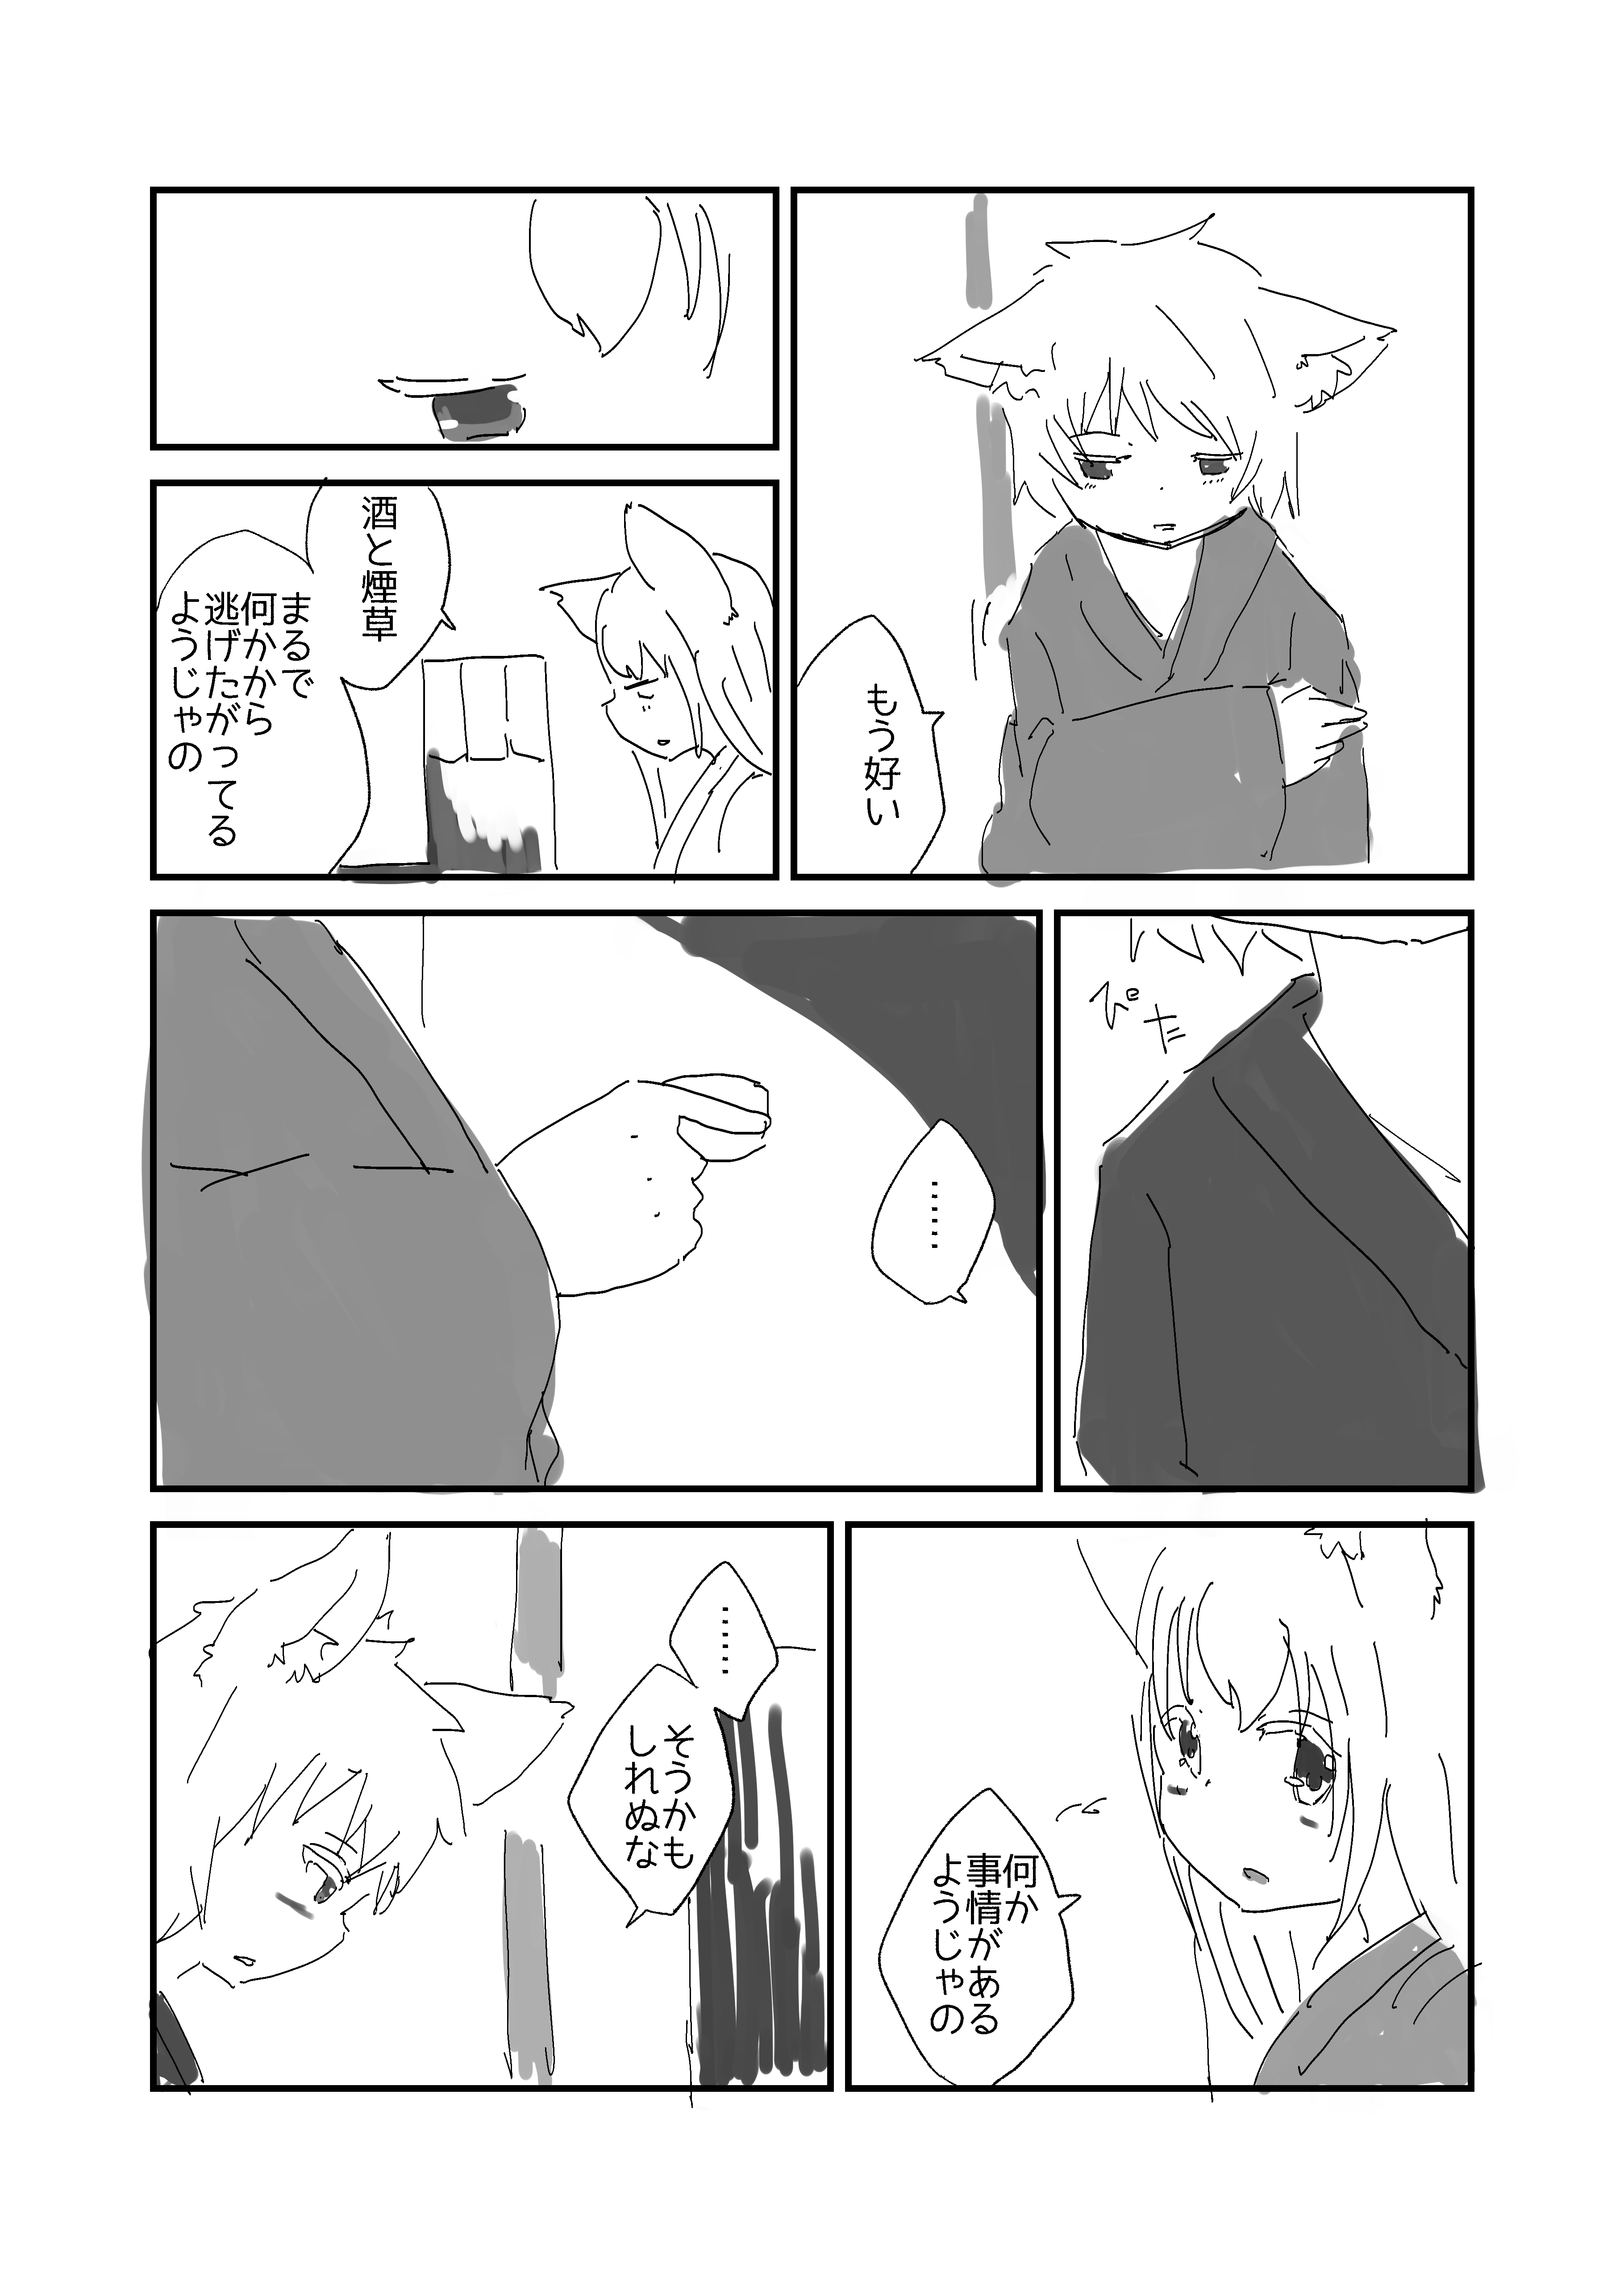 もう好い
酒と煙草
まるで
何かから
逃げたがってる
ようじゃの
ぴた
……
何か
事情がある
ようじゃの
……
そうかも
しれぬな